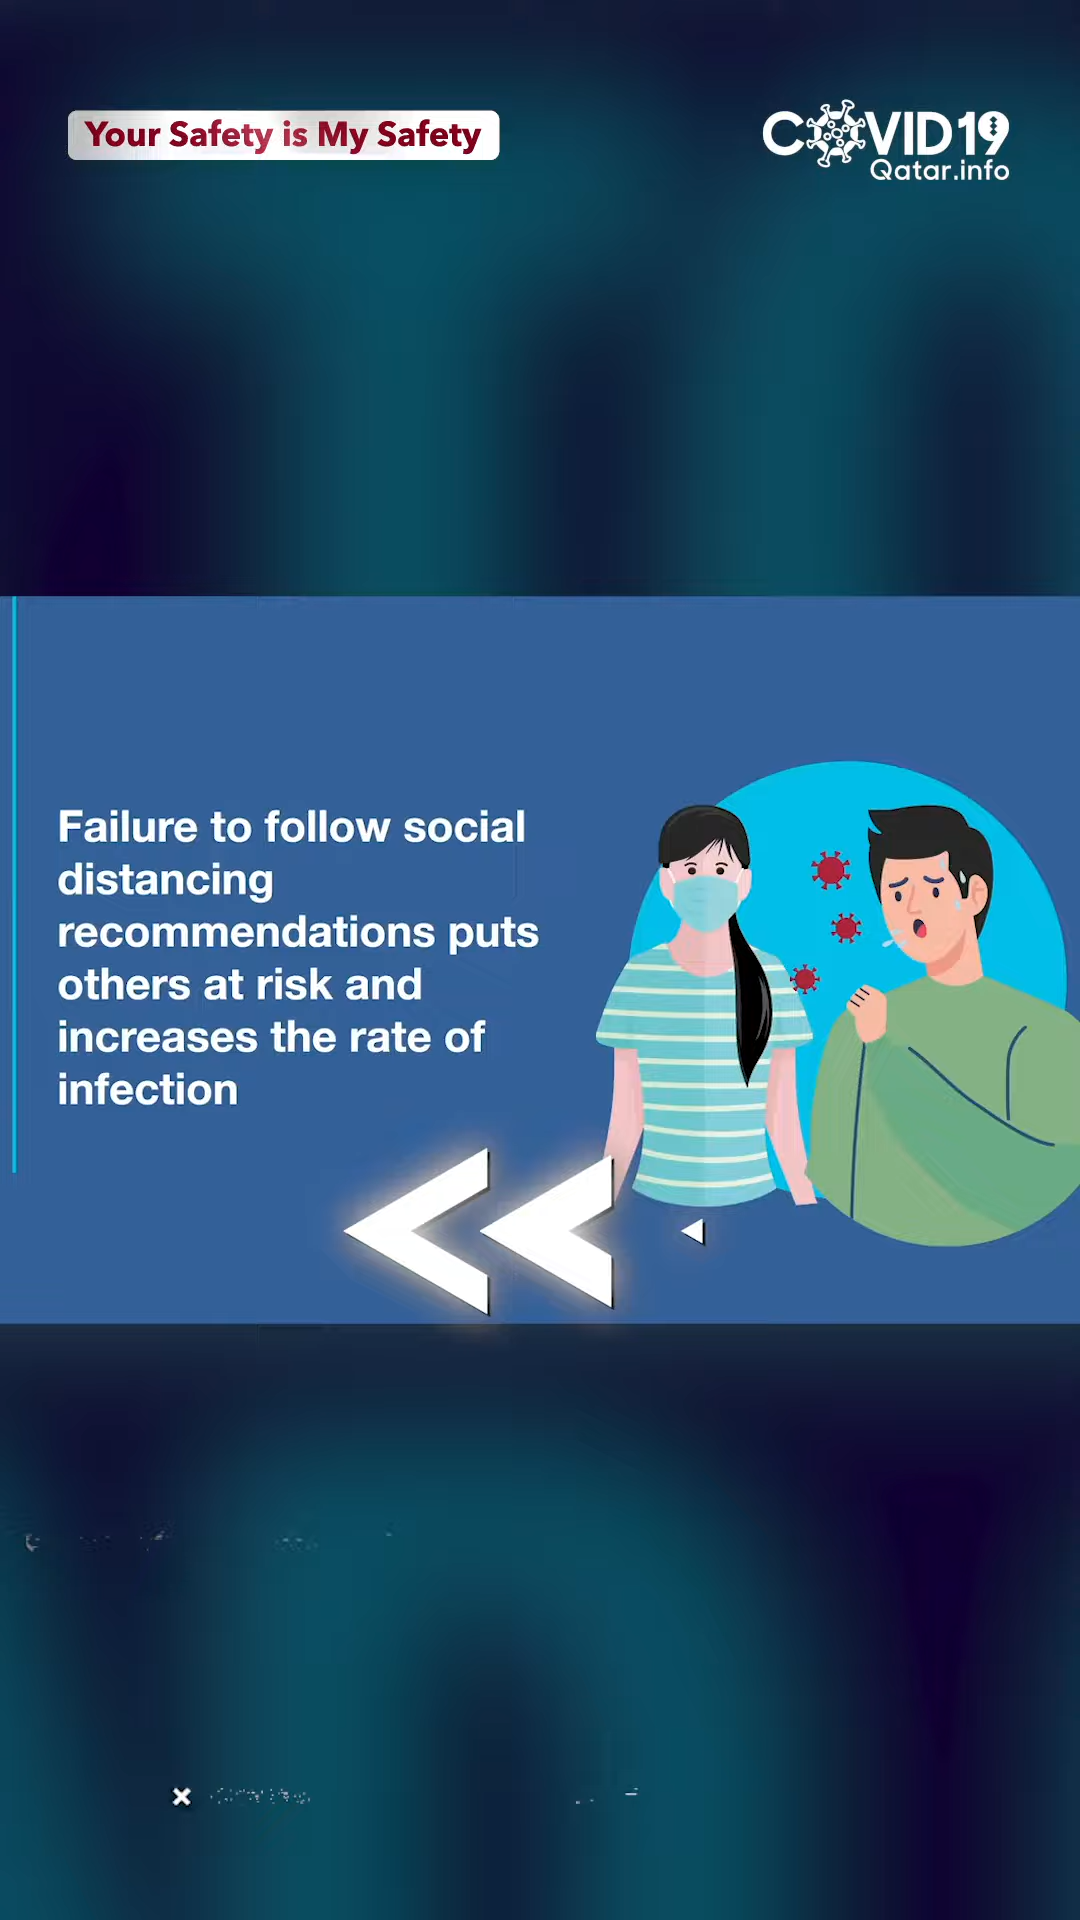 Your Safety is My Safety
COVID19
Qatar.info
Failure to follow social
distancing
recommendations puts
others at risk and
increases the rate of
infection